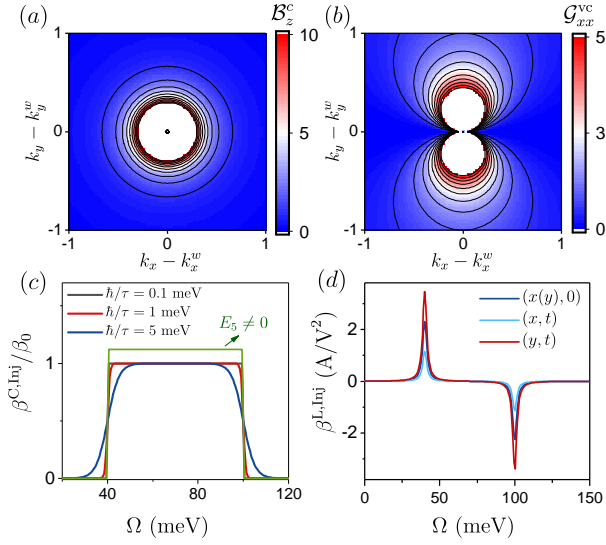 (a) 𝓑_z^c (b) 𝓖_xx^vc
1 10 1 5
k_y − k_y^w 0 5 k_y − k_y^w 0 3
-1 0 -1 0
-1 0 1 -1 0 1
k_x − k_x^w k_x − k_x^w
(c) (d)
ħ/τ = 0.1 meV
ħ/τ = 1 meV
ħ/τ = 5 meV
E_5 ≠ 0
β^C,Inj/β_0
1
0
40 80 120
Ω (meV)
(x(y), 0)
(x, t)
(y, t)
β^L,Inj (A/V^2)
2
0
-2
0 50 100 150
Ω (meV)